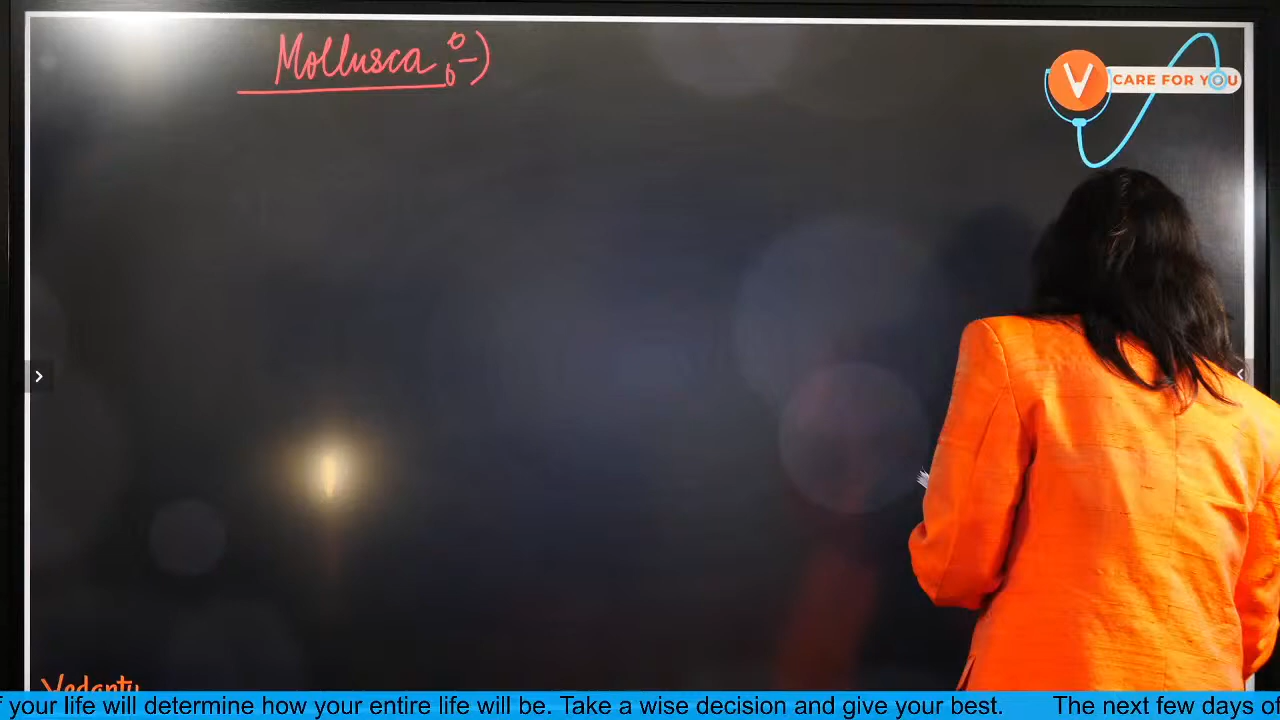 Mollusca :-)
V CARE FOR YOU
Vedantu
f your life will determine how your entire life will be. Take a wise decision and give your best. The next few days of